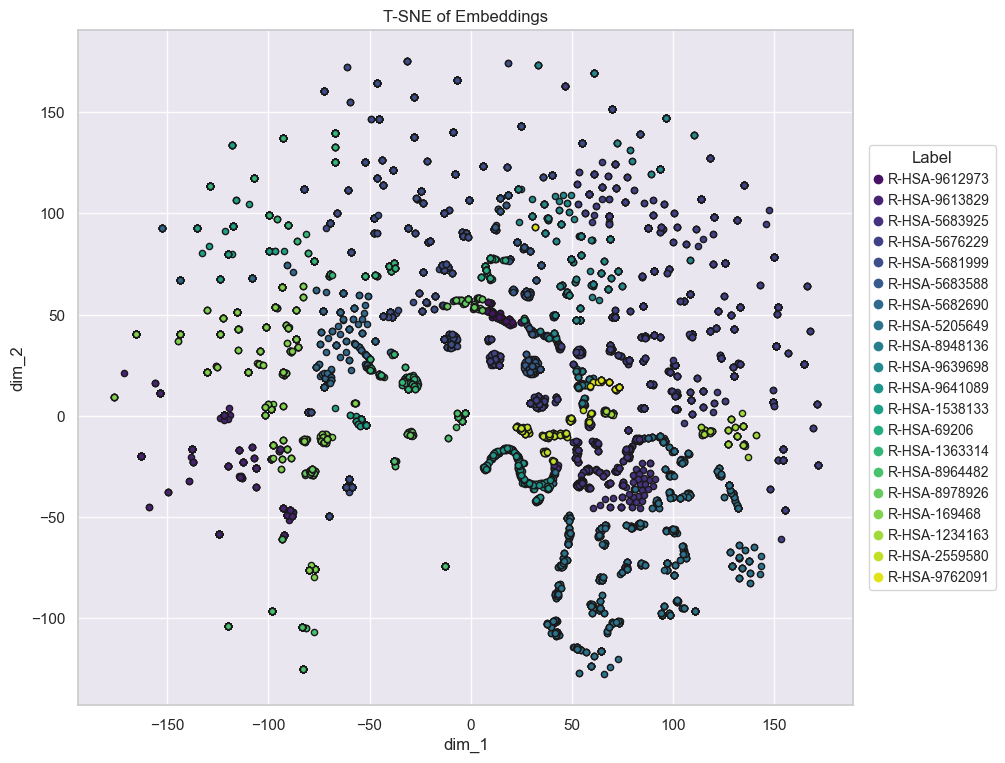 T-SNE of Embeddings
150
100
50
0
−50
−100
dim_2
−150
−100
−50
0
50
100
150
dim_1
Label
R-HSA-9612973
R-HSA-9613829
R-HSA-5683925
R-HSA-5676229
R-HSA-5681999
R-HSA-5683588
R-HSA-5682690
R-HSA-5205649
R-HSA-8948136
R-HSA-9639698
R-HSA-9641089
R-HSA-1538133
R-HSA-69206
R-HSA-1363314
R-HSA-8964482
R-HSA-8978926
R-HSA-169468
R-HSA-1234163
R-HSA-2559580
R-HSA-9762091